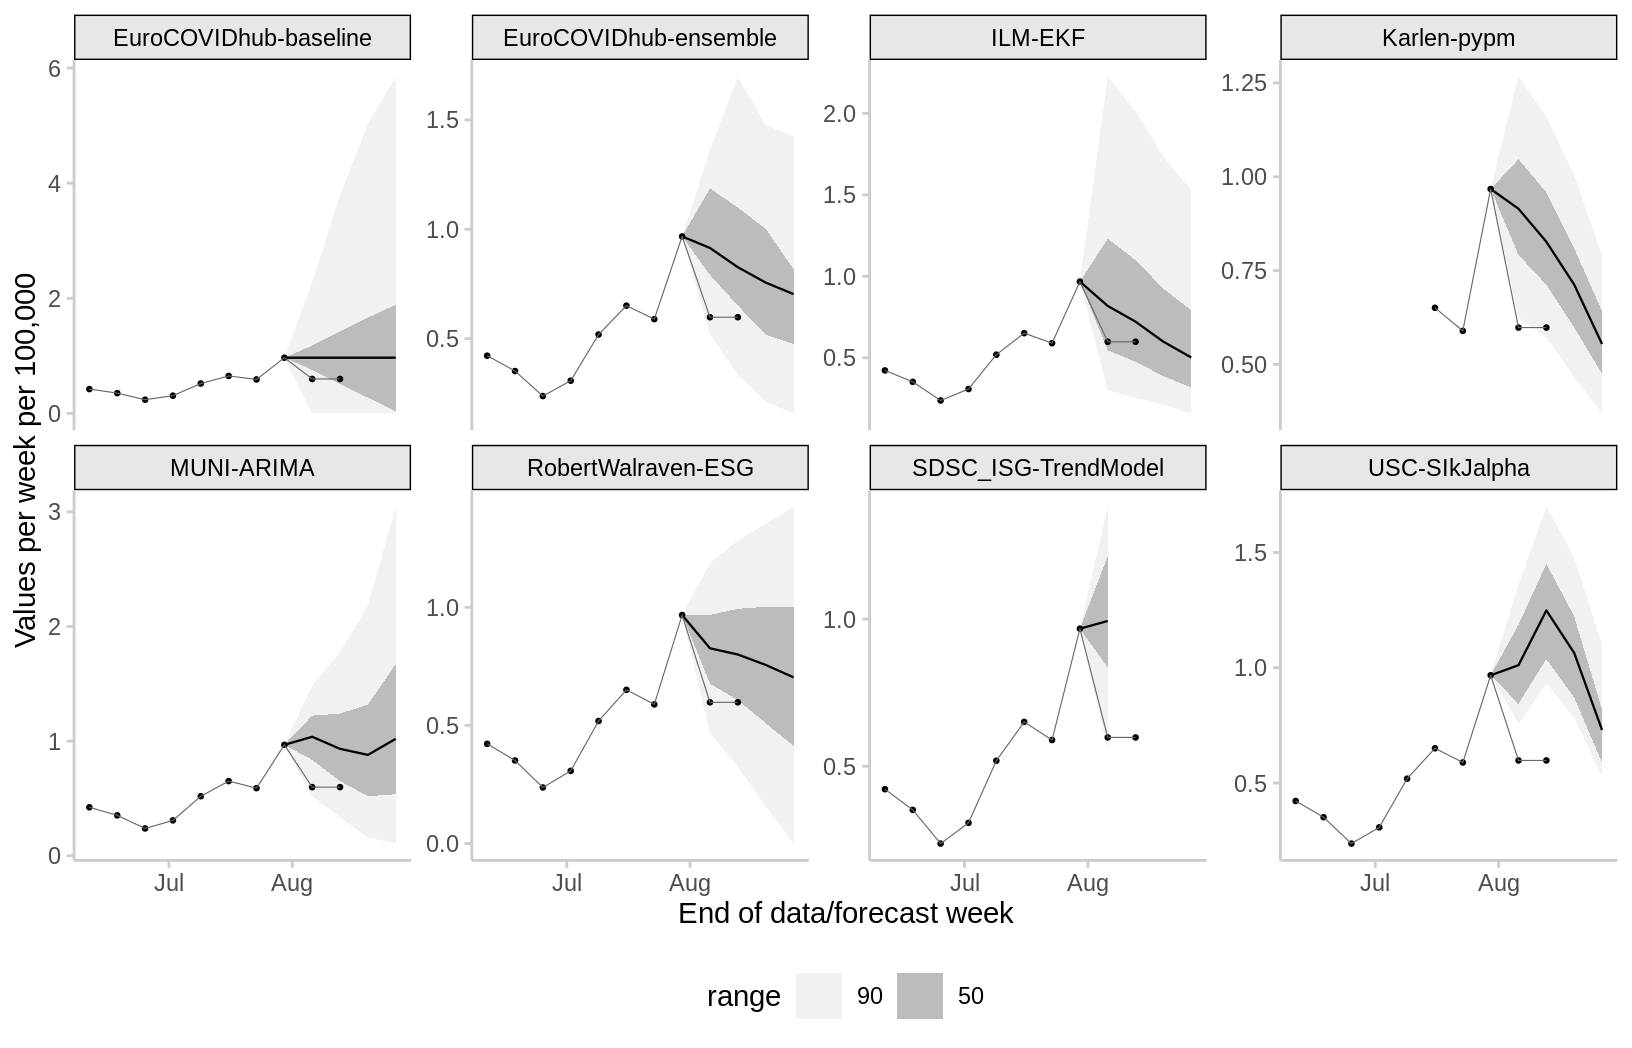 EuroCOVIDhub-baseline
EuroCOVIDhub-ensemble
ILM-EKF
Karlen-pypm
6
4
2
0
1.5
1.0
0.5
2.0
1.5
1.0
0.5
1.25
1.00
0.75
0.50
Values per week per 100,000
MUNI-ARIMA
RobertWalraven-ESG
SDSC_ISG-TrendModel
USC-SIkJalpha
3
2
1
0
1.0
0.5
0.0
1.0
0.5
1.5
1.0
0.5
Jul Aug
Jul Aug
Jul Aug
Jul Aug
End of data/forecast week
range 90 50